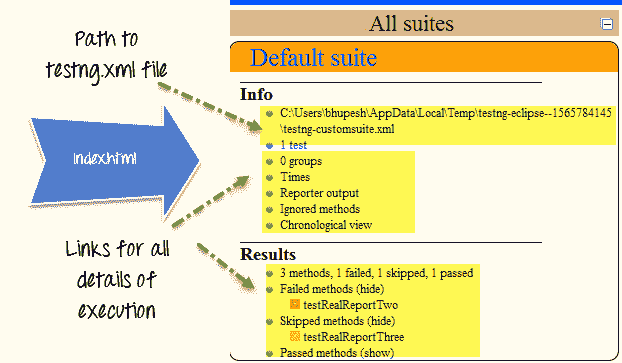 All suites
Default suite
Path to
testng.xml file
Info
C:\Users\bhupesh\AppData\Local\Temp\testng-eclipse--1565784145
\testng-customsuite.xml
1 test
0 groups
Times
Reporter output
Ignored methods
Chronological view
Index.html
Links for all
details of
execution
Results
3 methods, 1 failed, 1 skipped, 1 passed
Failed methods (hide)
testRealReportTwo
Skipped methods (hide)
testRealReportThree
Passed methods (show)